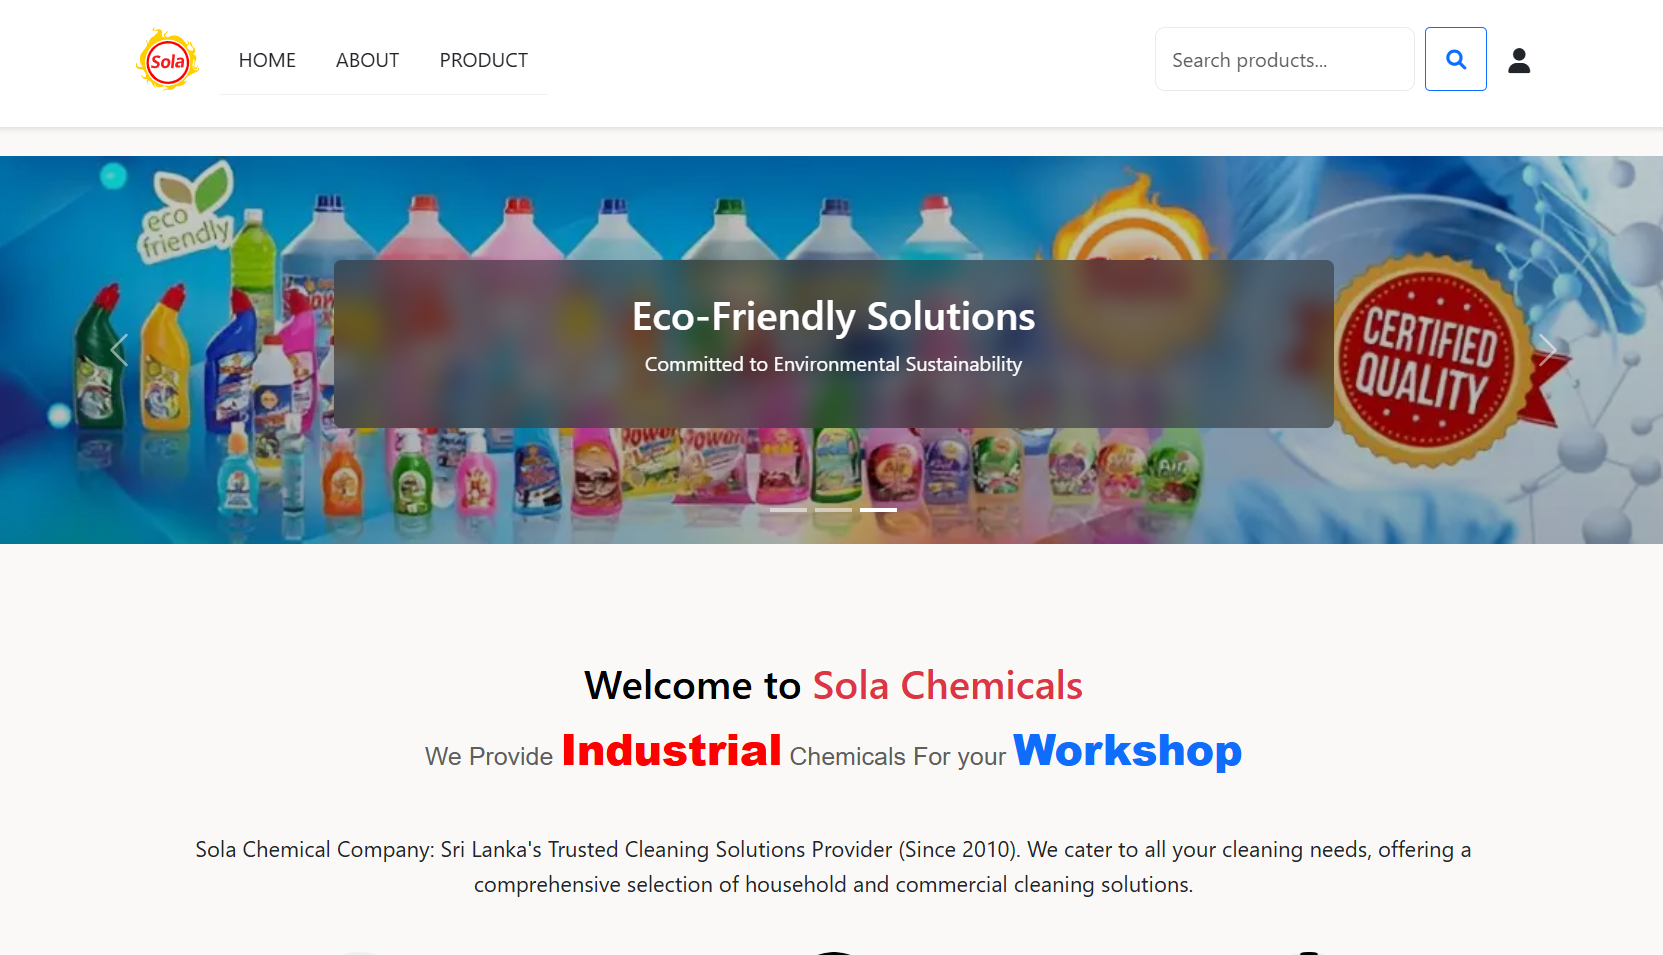 Sola
HOME
ABOUT
PRODUCT
Search products...
eco
friendly
Eco-Friendly Solutions
Committed to Environmental Sustainability
CERTIFIED
QUALITY
Welcome to Sola Chemicals
We Provide Industrial Chemicals For your Workshop
Sola Chemical Company: Sri Lanka's Trusted Cleaning Solutions Provider (Since 2010). We cater to all your cleaning needs, offering a
comprehensive selection of household and commercial cleaning solutions.